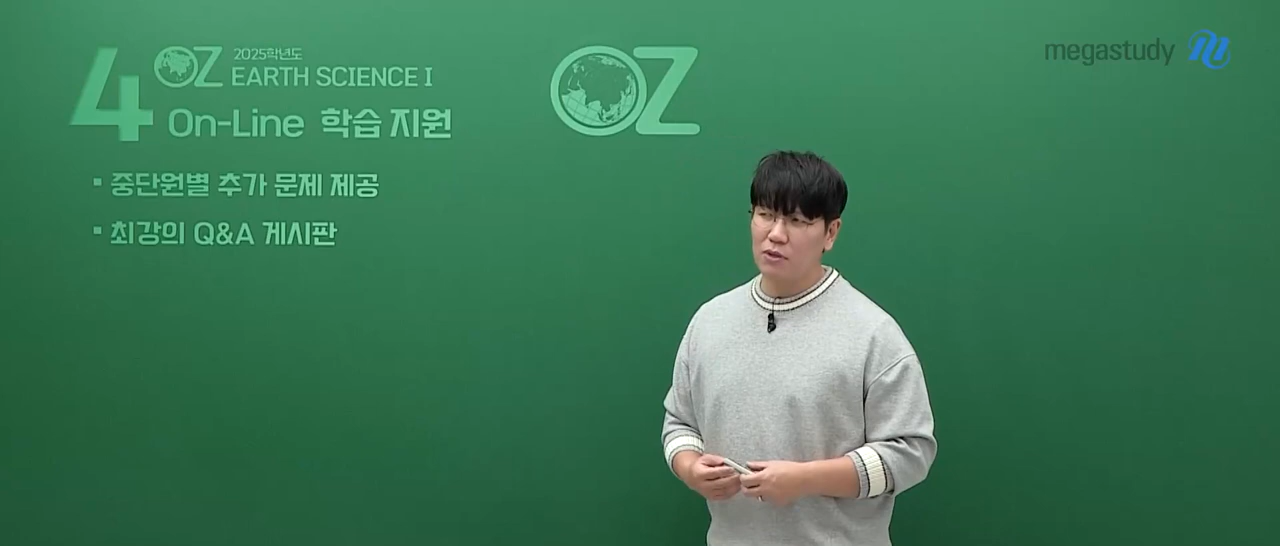 4
OZ
2025학년도
EARTH SCIENCE I
On-Line 학습 지원
▪ 중단원별 추가 문제 제공
▪ 최강의 Q&A 게시판
OZ
megastudy